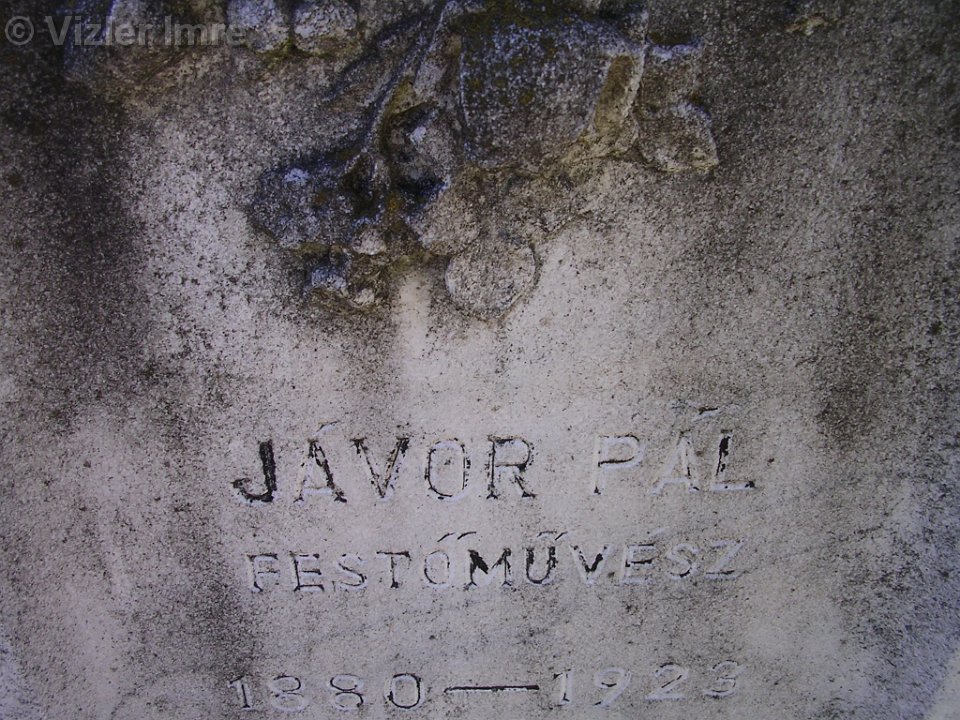 © Vizler Imre
JÁVOR PÁL
FESTŐMŰVÉSZ
1880 — 1923